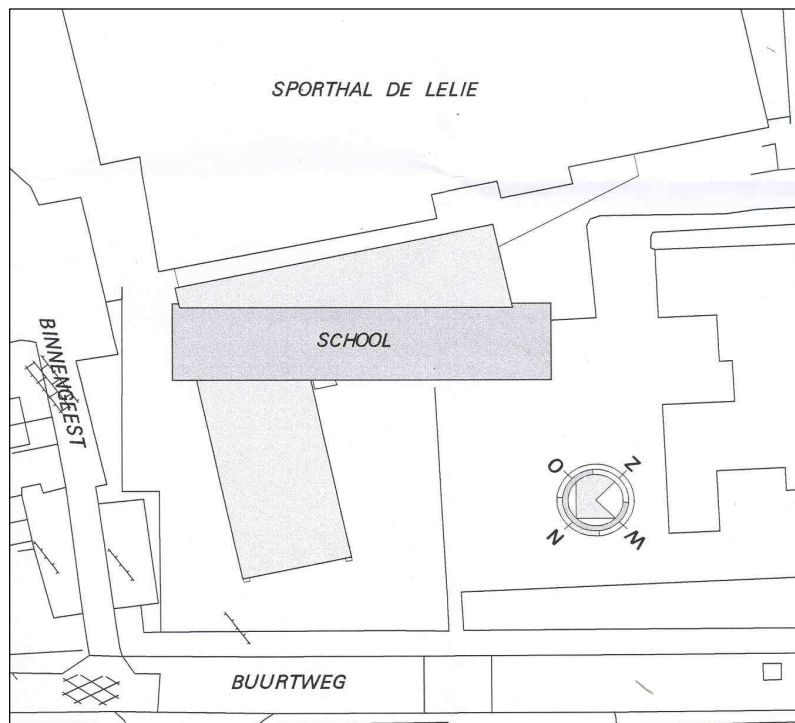 SPORTHAL DE LELIE
SCHOOL
BINNENGEEST
O
Z
N
W
BUURTWEG